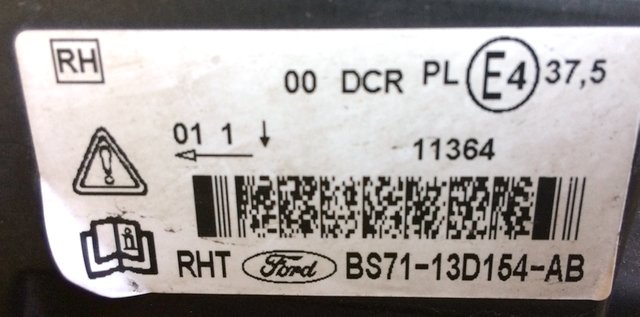 RH
00 DCR PL E4 37,5
01 1 11364
RHT Ford BS71-13D154-AB